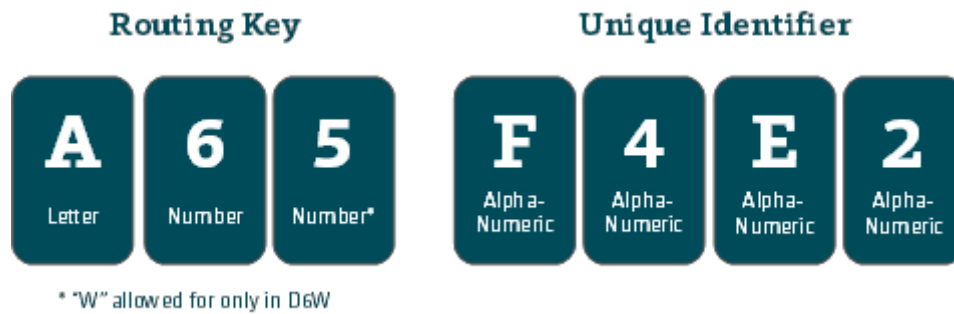 Routing Key
Unique Identifier
A 6 5 F 4 E 2
Letter Number Number* Alpha-Numeric Alpha-Numeric Alpha-Numeric Alpha-Numeric
* "W" allowed for only in D6W